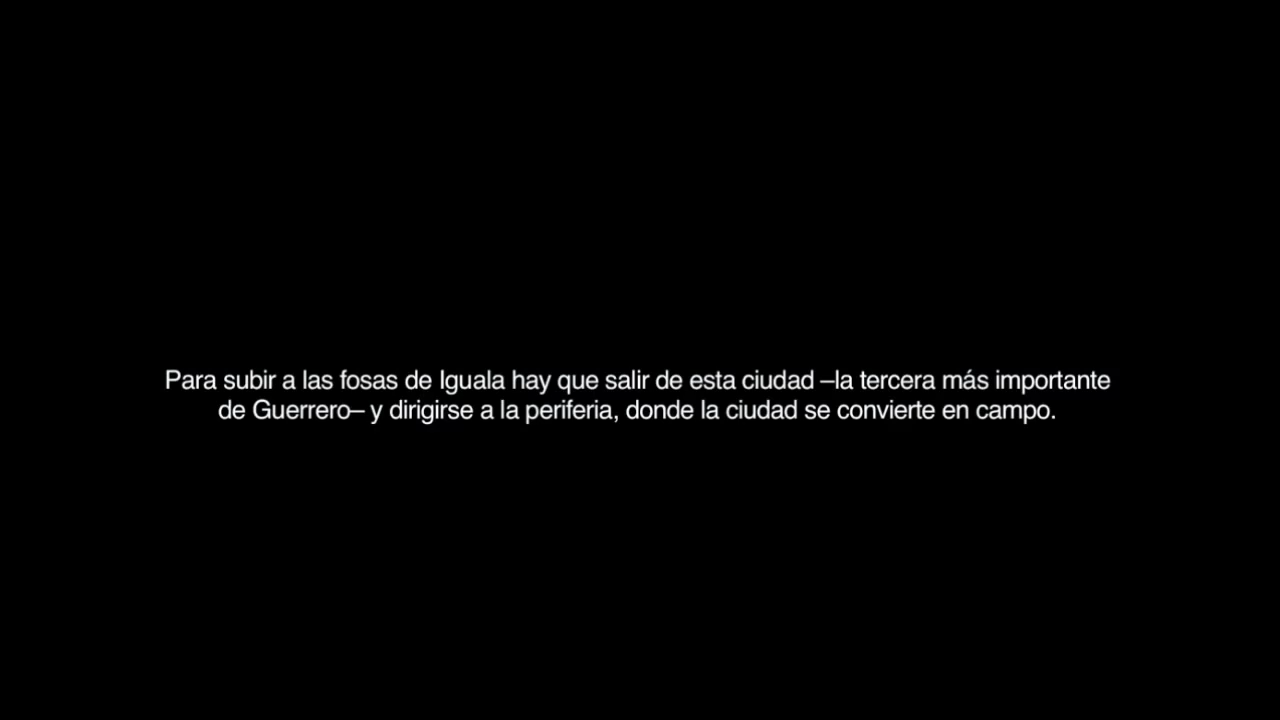 Para subir a las fosas de Iguala hay que salir de esta ciudad –la tercera más importante
de Guerrero– y dirigirse a la periferia, donde la ciudad se convierte en campo.